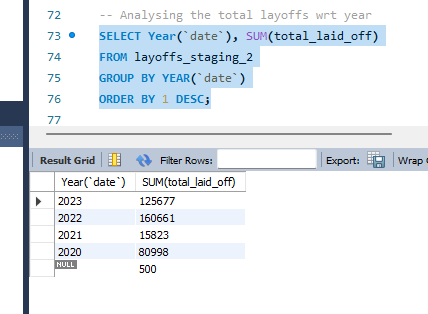 72 -- Analysing the total layoffs wrt year
73 SELECT Year(`date`), SUM(total_laid_off)
74 FROM layoffs_staging_2
75 GROUP BY YEAR(`date`)
76 ORDER BY 1 DESC;
77
Result Grid Filter Rows: Export: Wrap C
Year(`date`) SUM(total_laid_off)
2023 125677
2022 160661
2021 15823
2020 80998
NULL 500